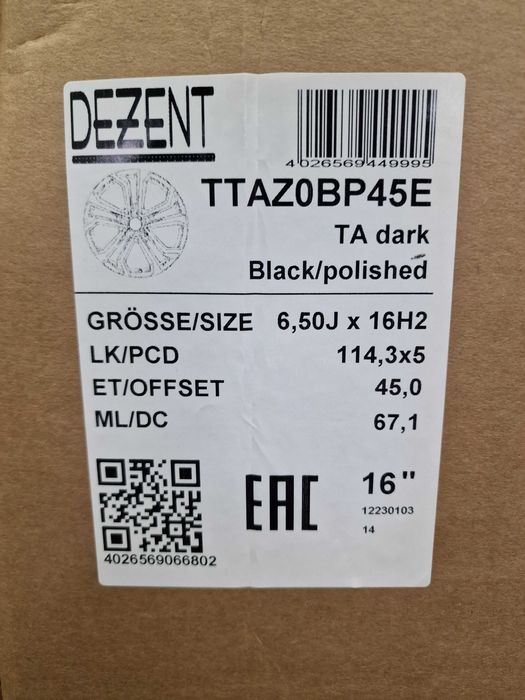 DEZENT
4026569449995
TTAZ0BP45E
TA dark
Black/polished
GRÖSSE/SIZE 6,50J x 16H2
LK/PCD 114,3x5
ET/OFFSET 45,0
ML/DC 67,1
EAC
16"
12230103
14
4026569066802